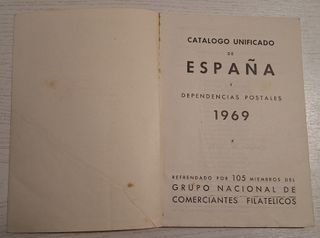 CATALOGO UNIFICADO
DE
ESPAÑA
Y
DEPENDENCIAS POSTALES
1969
REFRENDADO POR 105 MIEMBROS DEL
GRUPO NACIONAL DE
COMERCIANTES FILATELICOS